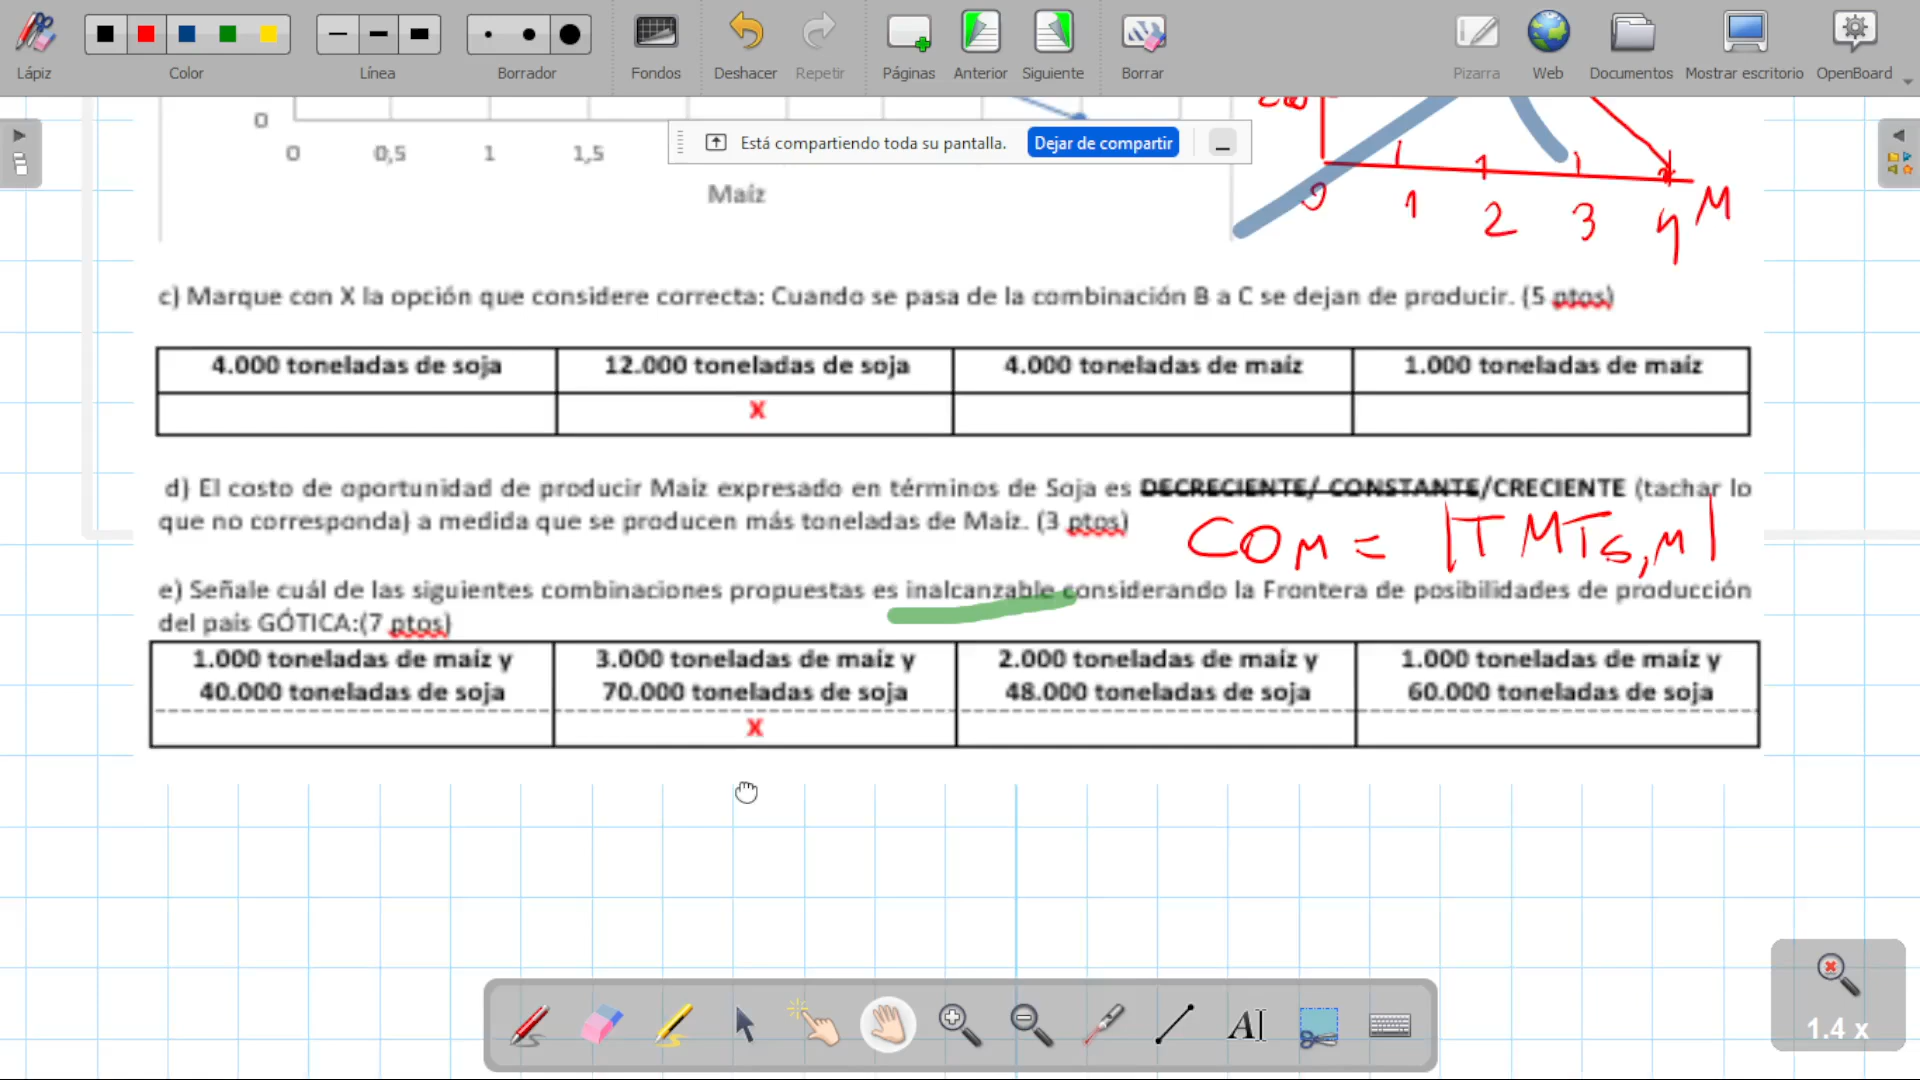 Lápiz
Color
Línea
Borrador
Fondos
Deshacer
Repetir
Páginas
Anterior
Siguiente
Borrar
Pizarra
Web
Documentos
Mostrar escritorio
OpenBoard
0
0 0,5 1 1,5
Está compartiendo toda su pantalla.
Dejar de compartir
Maíz
0 1 2 3 4 M
c) Marque con X la opción que considere correcta: Cuando se pasa de la combinación B a C se dejan de producir. (5 ptos)
4.000 toneladas de soja 12.000 toneladas de soja 4.000 toneladas de maíz 1.000 toneladas de maíz
X
d) El costo de oportunidad de producir Maíz expresado en términos de Soja es DECRECIENTE/ CONSTANTE/CRECIENTE (tachar lo
que no corresponda) a medida que se producen más toneladas de Maíz. (3 ptos)
COM = |TMTS,M|
e) Señale cuál de las siguientes combinaciones propuestas es inalcanzable considerando la Frontera de posibilidades de producción
del país GÓTICA:(7 ptos)
1.000 toneladas de maíz y 3.000 toneladas de maíz y 2.000 toneladas de maíz y 1.000 toneladas de maíz y
40.000 toneladas de soja 70.000 toneladas de soja 48.000 toneladas de soja 60.000 toneladas de soja
X
AI
1.4 x